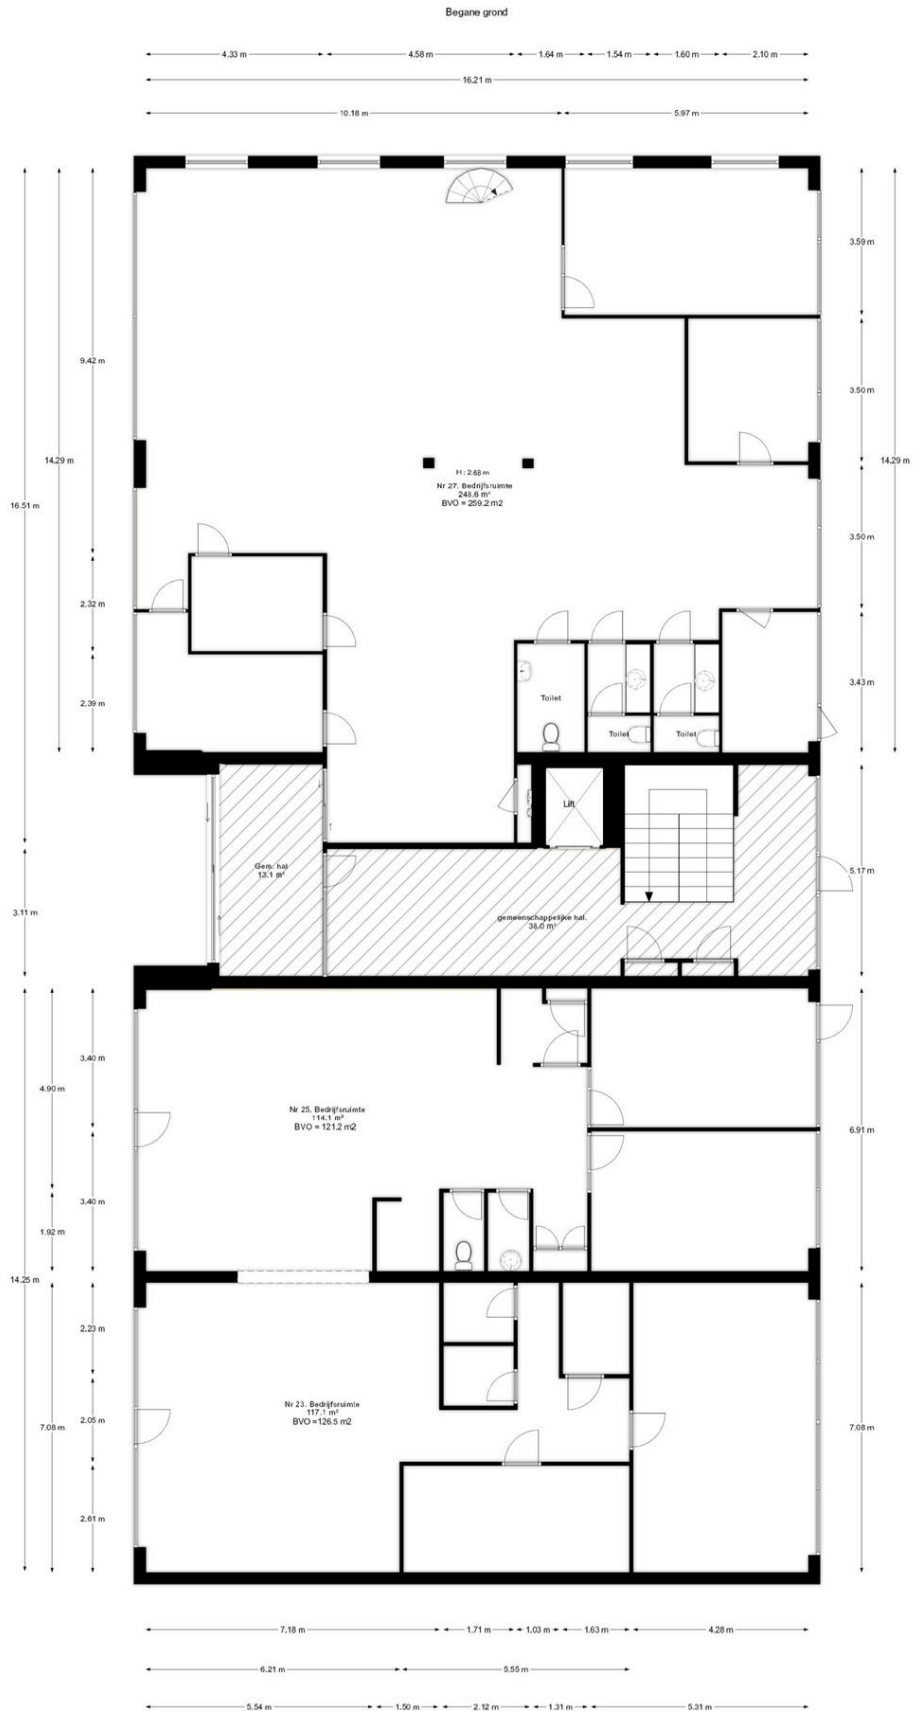 Begane grond
4.33 m
4.58 m
1.64 m
1.54 m
1.60 m
2.10 m
16.21 m
10.18 m
5.97 m
3.59 m
9.42 m
3.50 m
14.29 m
14.29 m
H: 2.68 m
Nr 27. Bedrijfsruimte
248.6 m²
BVO = 259.2 m2
16.51 m
3.50 m
2.32 m
3.43 m
2.39 m
Toilet
Toilet
Toilet
Lift
Gem. hal
13.1 m²
5.17 m
3.11 m
gemeenschappelijke hal.
38.0 m²
3.40 m
4.90 m
Nr 25. Bedrijfsruimte
114.1 m²
BVO = 121.2 m2
6.91 m
3.40 m
1.92 m
14.25 m
2.23 m
Nr 23. Bedrijfsruimte
117.1 m²
BVO =126.5 m2
2.05 m
7.08 m
7.08 m
2.61 m
7.18 m
1.71 m
1.03 m
1.63 m
4.28 m
6.21 m
5.55 m
5.54 m
1.50 m
2.12 m
1.31 m
5.31 m